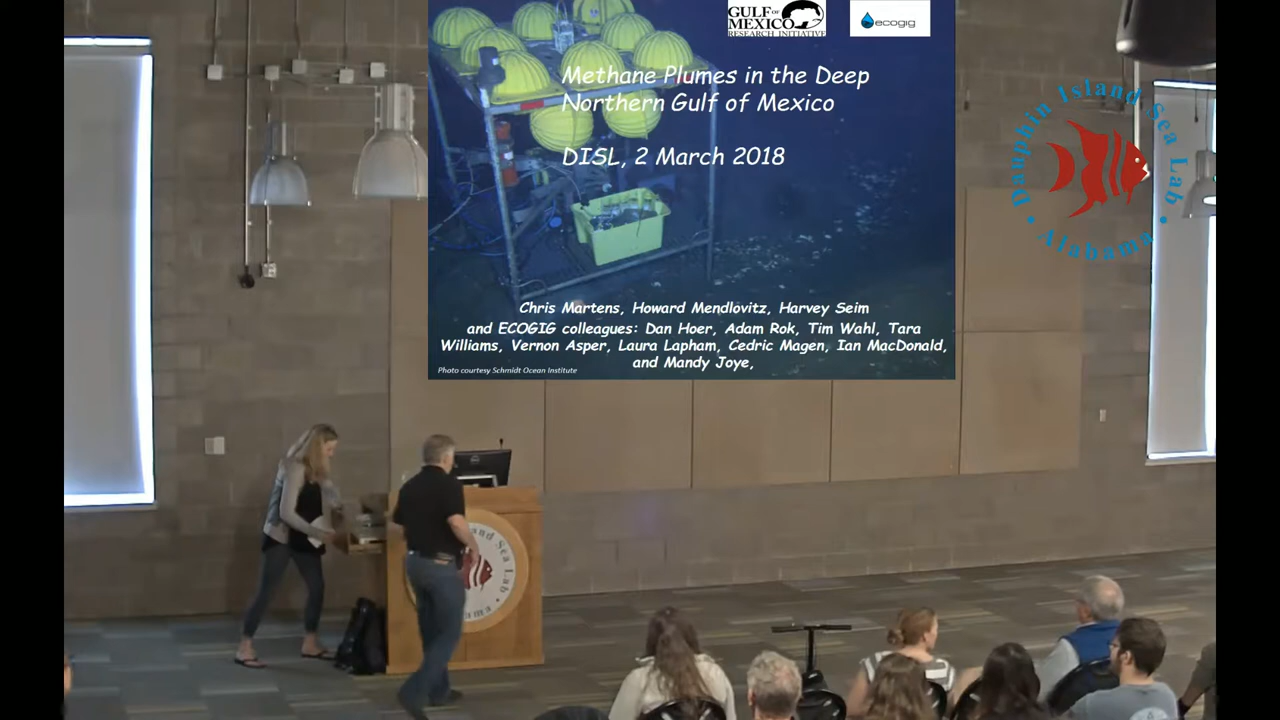 GULF OF
MEXICO
RESEARCH INITIATIVE
ecogig
Methane Plumes in the Deep
Northern Gulf of Mexico
DISL, 2 March 2018
Chris Martens, Howard Mendlovitz, Harvey Seim
and ECOGIG colleagues: Dan Hoer, Adam Rok, Tim Wahl, Tara
Williams, Vernon Asper, Laura Lapham, Cedric Magen, Ian MacDonald,
and Mandy Joye,
Photo courtesy Schmidt Ocean Institute
Dauphin Island Sea Lab
• Alabama •
and Sea Lab